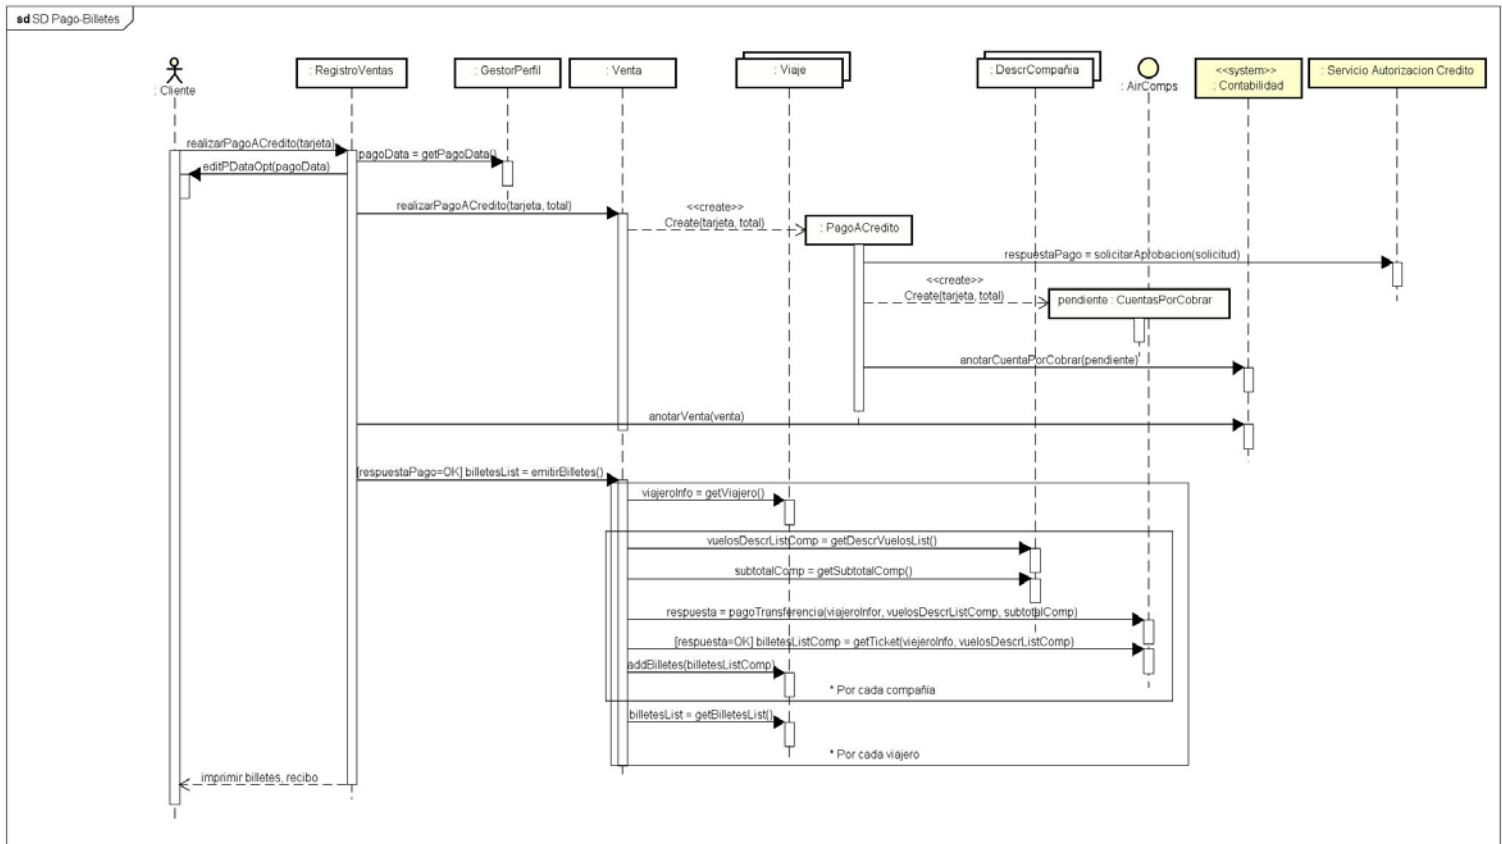 sd SD Pago-Billetes
: Cliente
: RegistroVentas
: GestorPerfil
: Venta
: Viaje
: DescrCompañia
: AirComps
<<system>>
: Contabilidad
: Servicio Autorizacion Credito
realizarPagoACredito(tarjeta)
pagoData = getPagoData()
editPDataOpt(pagoData)
realizarPagoACredito(tarjeta, total)
<<create>>
Create(tarjeta, total)
: PagoACredito
respuestaPago = solicitarAprobacion(solicitud)
<<create>>
Create(tarjeta, total)
pendiente : CuentasPorCobrar
anotarCuentaPorCobrar(pendiente)
anotarVenta(venta)
[respuestaPago=OK] billetesList = emitirBilletes()
viajeroInfo = getViajero()
vuelosDescrListComp = getDescrVuelosList()
subtotalComp = getSubtotalComp()
respuesta = pagoTransferencia(viajeroInfor, vuelosDescrListComp, subtotalComp)
[respuesta=OK] billetesListComp = getTicket(viejeroInfo, vuelosDescrListComp)
addBilletes(billetesListComp)
* Por cada compañia
billetesList = getBilletesList()
* Por cada viajero
imprimir billetes, recibo